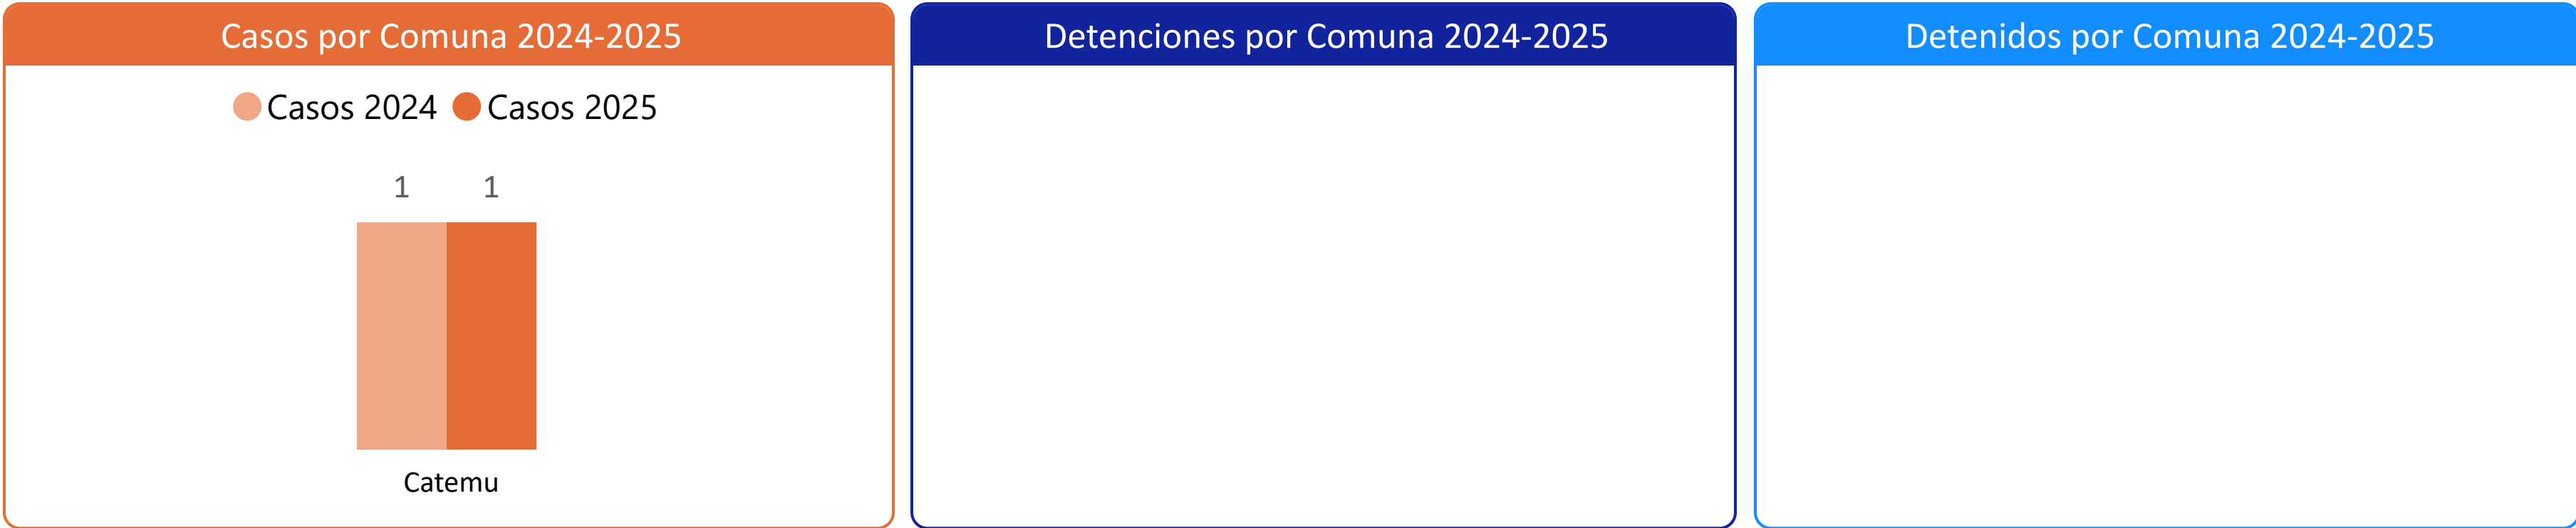 Casos por Comuna 2024-2025
Casos 2024 Casos 2025
1 1
Catemu
Detenciones por Comuna 2024-2025
Detenidos por Comuna 2024-2025